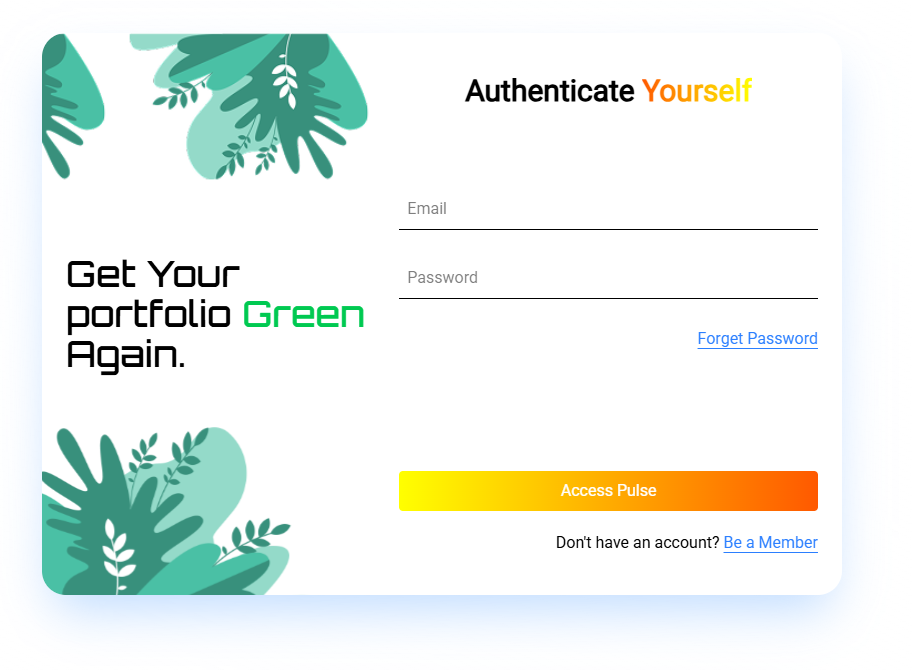 Get Your
portfolio Green
Again.
Authenticate Yourself
Email
Password
Forget Password
Access Pulse
Don't have an account? Be a Member